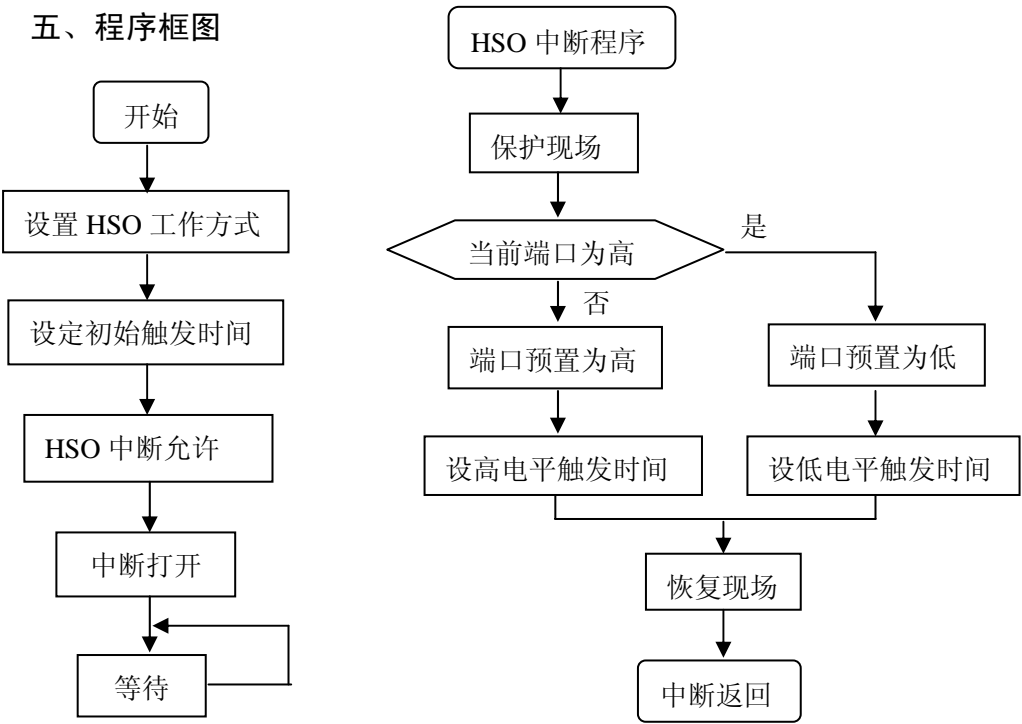 五、程序框图
开始
设置 HSO 工作方式
设定初始触发时间
HSO 中断允许
中断打开
等待
HSO 中断程序
保护现场
当前端口为高
是
否
端口预置为高
端口预置为低
设高电平触发时间
设低电平触发时间
恢复现场
中断返回